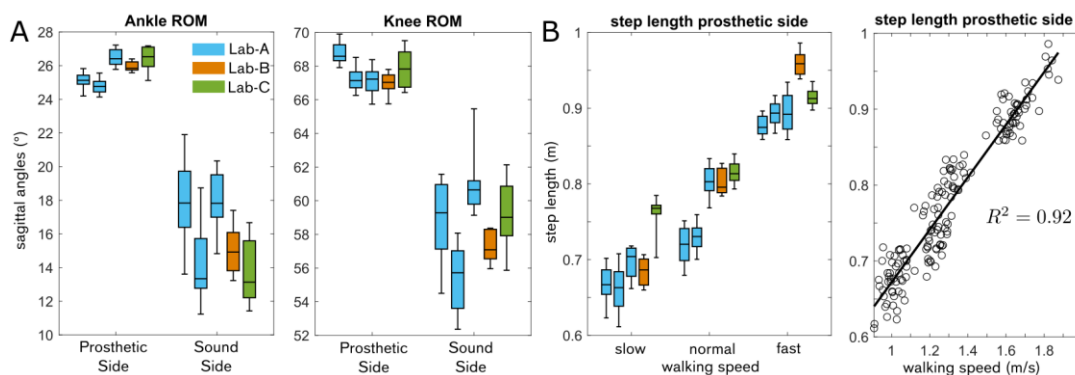 A
Ankle ROM
sagittal angles (°)
28
26
24
22
20
18
16
14
12
10
Lab-A
Lab-B
Lab-C
Prosthetic
Side
Sound
Side
Knee ROM
70
68
66
64
62
60
58
56
54
52
Prosthetic
Side
Sound
Side
B
step length prosthetic side
step length (m)
1
0.9
0.8
0.7
0.6
slow
normal
fast
walking speed
step length prosthetic side
1
0.9
0.8
0.7
0.6
R² = 0.92
1 1.2 1.4 1.6 1.8
walking speed (m/s)